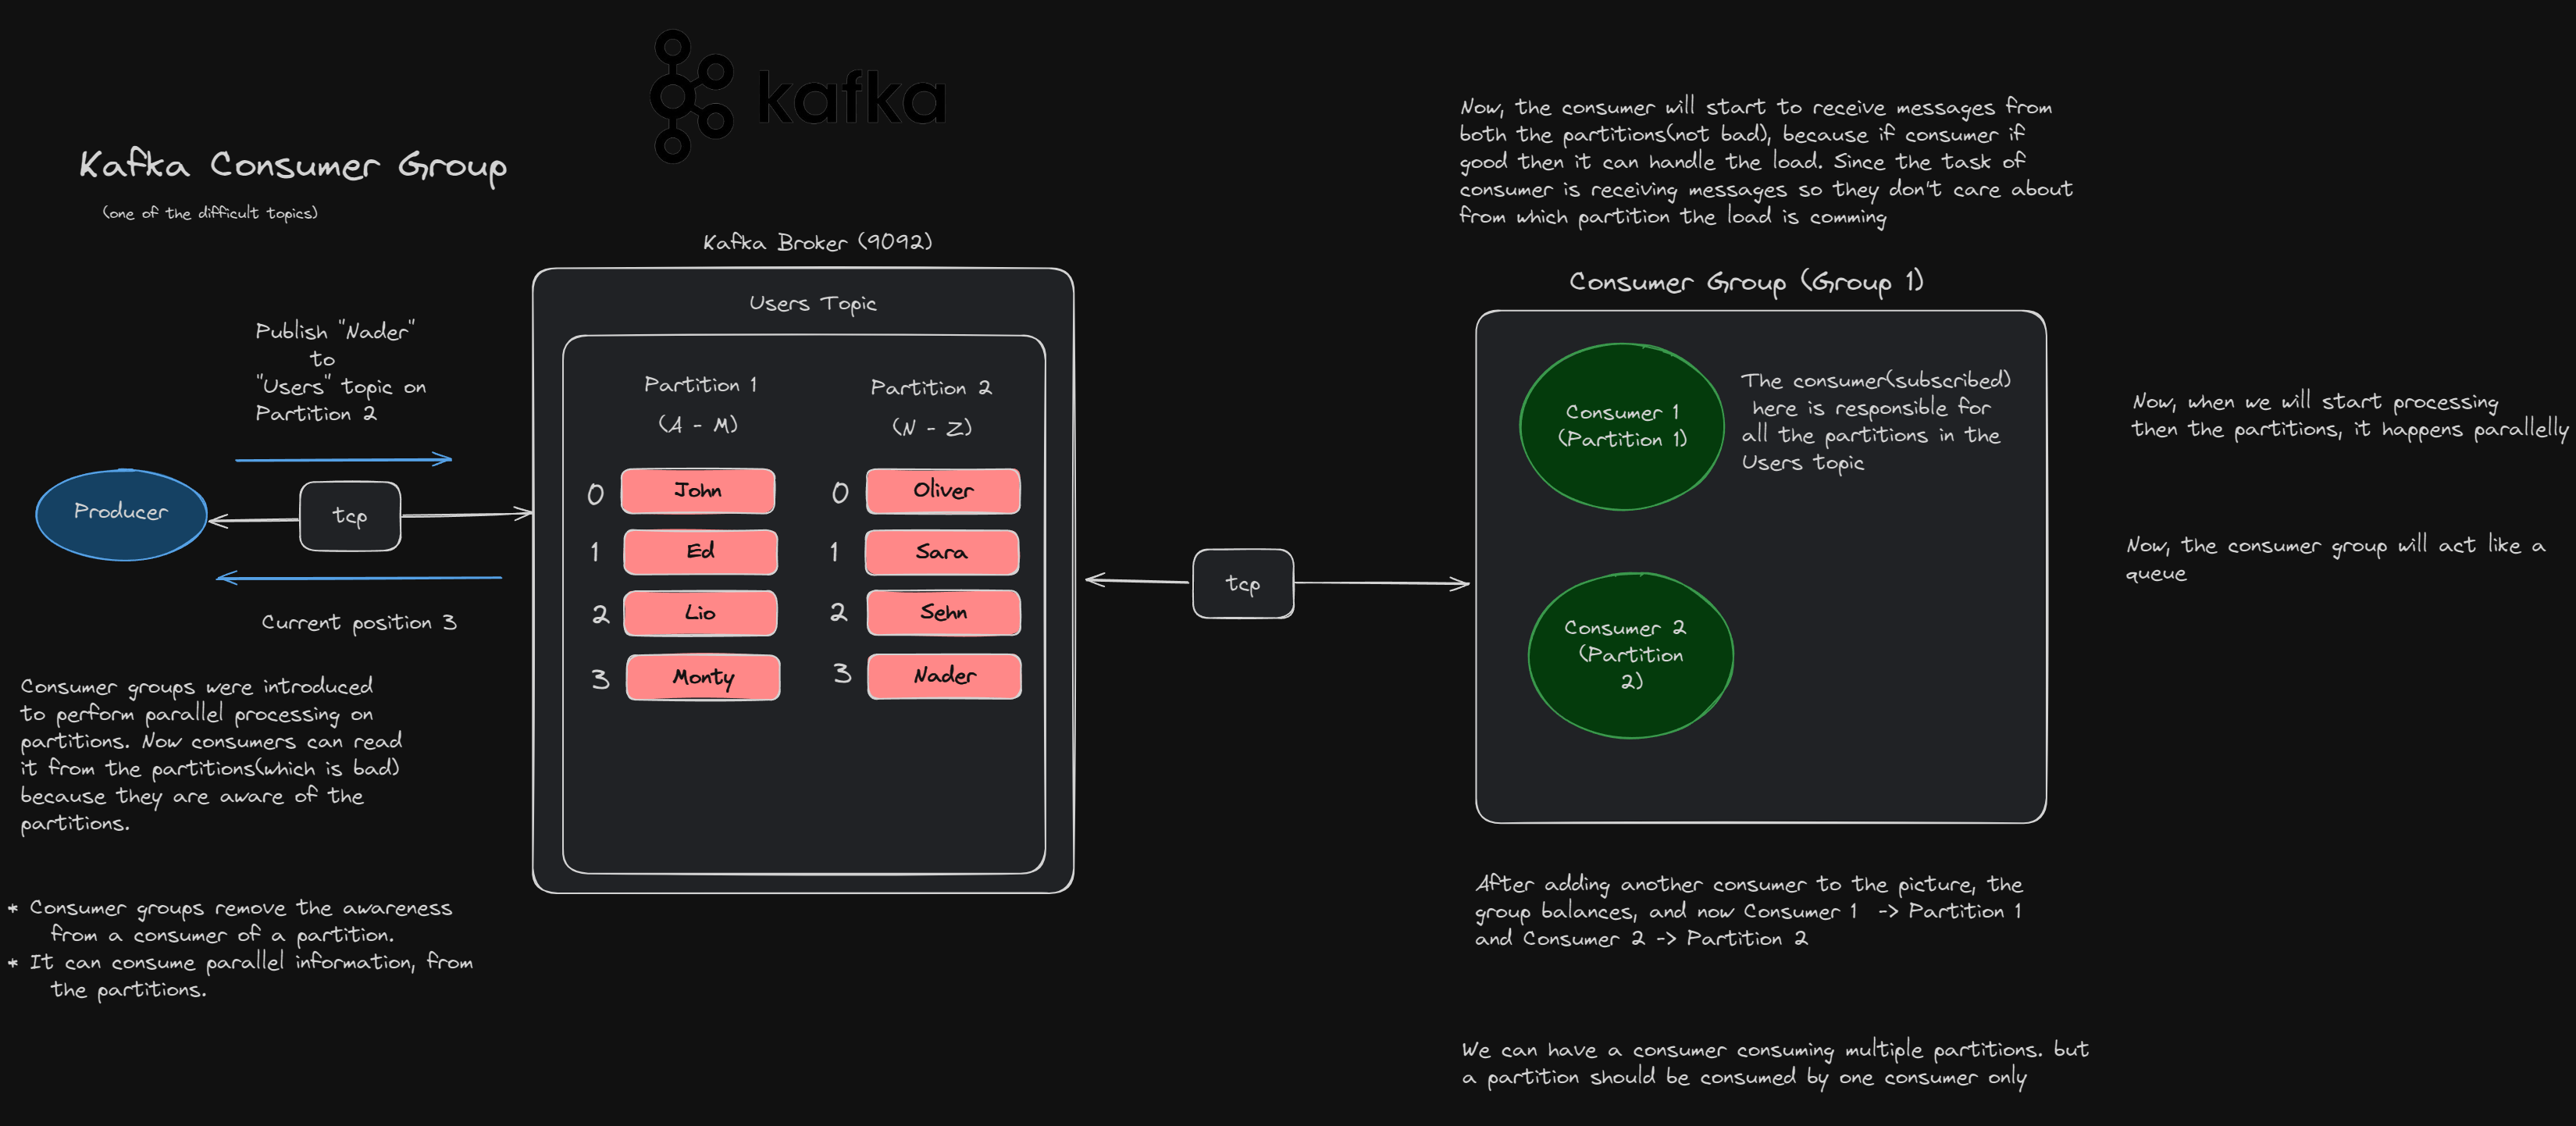 kafka
Kafka Consumer Group
(one of the difficult topics)
Publish "Nader"
to
"Users" topic on
Partition 2
Producer
tcp
Current position 3
Consumer groups were introduced
to perform parallel processing on
partitions. Now consumers can read
it from the partitions(which is bad)
because they are aware of the
partitions.
* Consumer groups remove the awareness
from a consumer of a partition.
* It can consume parallel information, from
the partitions.
Kafka Broker (9092)
Users Topic
Partition 1
(A - M)
0 John
1 Ed
2 Lio
3 Monty
Partition 2
(N - Z)
0 Oliver
1 Sara
2 Sehn
3 Nader
tcp
Now, the consumer will start to receive messages from
both the partitions(not bad), because if consumer if
good then it can handle the load. Since the task of
consumer is receiving messages so they don't care about
from which partition the load is comming
Consumer Group (Group 1)
Consumer 1
(Partition 1)
The consumer(subscribed)
here is responsible for
all the partitions in the
Users topic
Consumer 2
(Partition
2)
After adding another consumer to the picture, the
group balances, and now Consumer 1 -> Partition 1
and Consumer 2 -> Partition 2
We can have a consumer consuming multiple partitions. but
a partition should be consumed by one consumer only
Now, when we will start processing
then the partitions, it happens parallelly
Now, the consumer group will act like a
queue